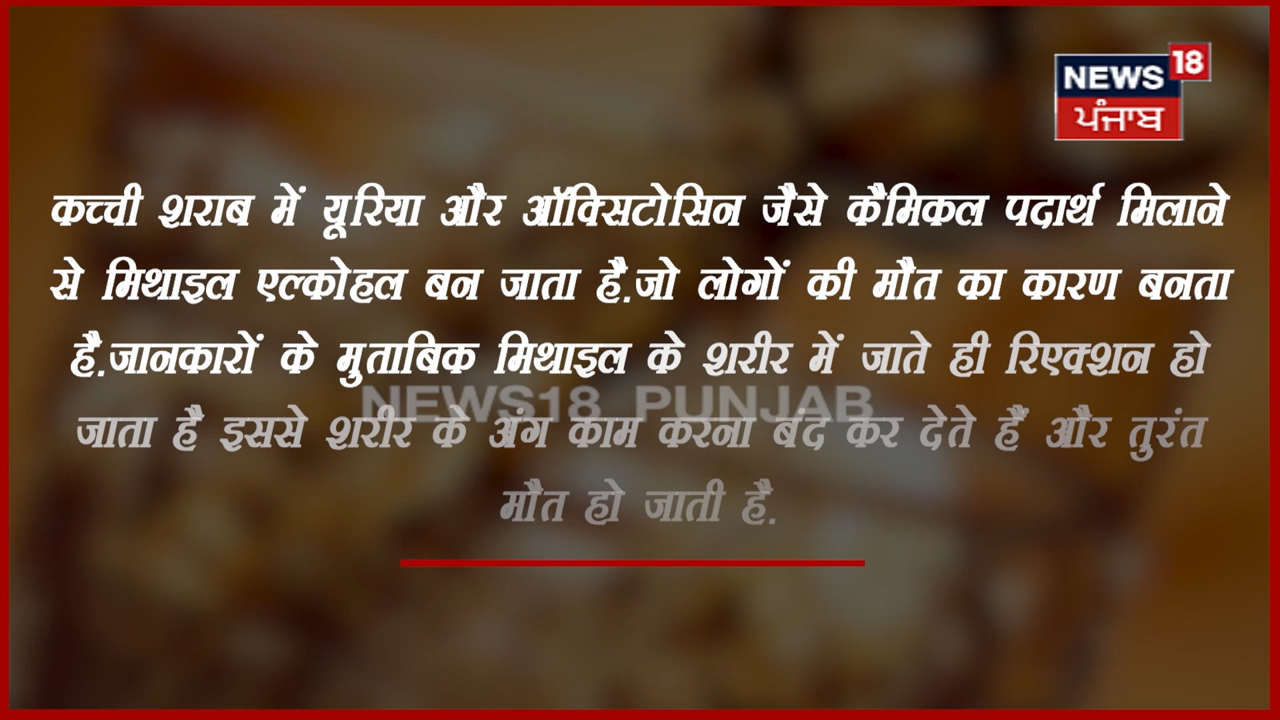 NEWS 18
ਪੰਜਾਬ
कच्ची शराब में यूरिया और ऑक्सिटोसिन जैसे कैमिकल पदार्थ मिलाने
से मिथाइल एल्कोहल बन जाता है.जो लोगों की मौत का कारण बनता
है.जानकारों के मुताबिक मिथाइल के शरीर में जाते ही रिएक्शन हो
NEWS18 PUNJAB
जाता है इससे शरीर के अंग काम करना बंद कर देते हैं और तुरंत
मौत हो जाती है.